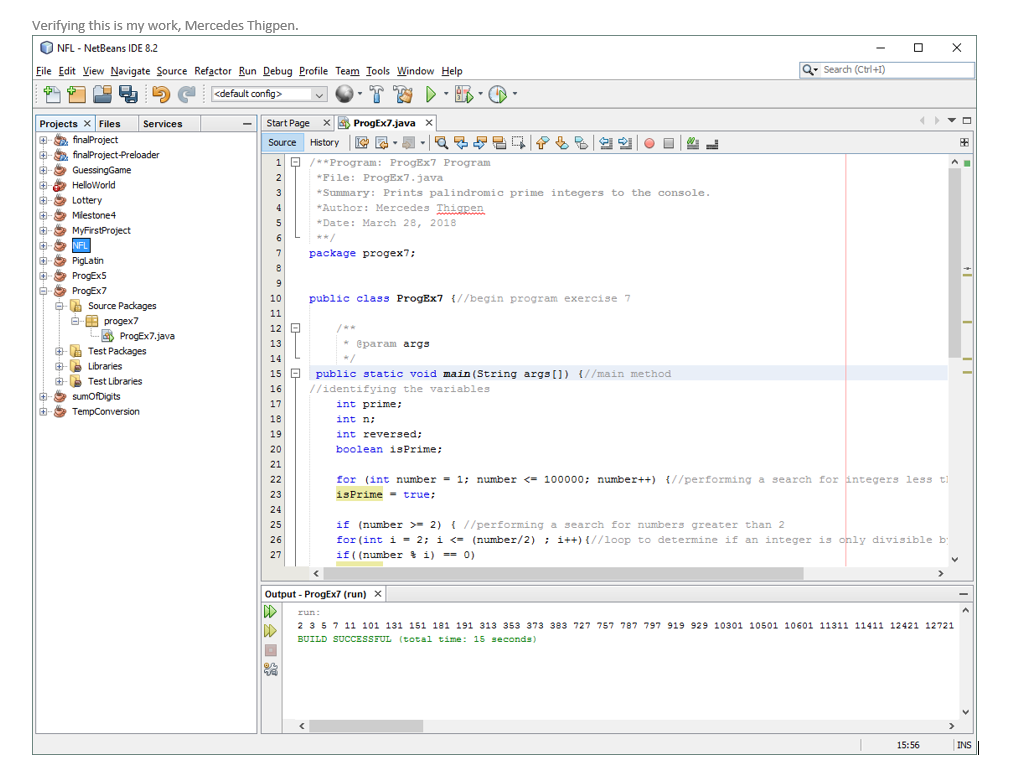 Verifying this is my work, Mercedes Thigpen.
NFL - NetBeans IDE 8.2
File Edit View Navigate Source Refactor Run Debug Profile Team Tools Window Help
Search (Ctrl+I)
<default config>
Projects Files Services
finalProject
finalProject-Preloader
GuessingGame
HelloWorld
Lottery
Milestone4
MyFirstProject
NFL
PigLatin
ProgEx5
ProgEx7
Source Packages
progex7
ProgEx7.java
Test Packages
Libraries
Test Libraries
sumOfDigits
TempConversion
Start Page ProgEx7.java
Source History
1 /**Program: ProgEx7 Program
2 *File: ProgEx7.java
3 *Summary: Prints palindromic prime integers to the console.
4 *Author: Mercedes Thigpen
5 *Date: March 28, 2018
6 **/
7 package progex7;
8
9
10 public class ProgEx7 {//begin program exercise 7
11
12 /**
13 * @param args
14 */
15 public static void main(String args[]) {//main method
16 //identifying the variables
17 int prime;
18 int n;
19 int reversed;
20 boolean isPrime;
21
22 for (int number = 1; number <= 100000; number++) {//performing a search for integers less
23 isPrime = true;
24
25 if (number >= 2) { //performing a search for numbers greater than 2
26 for(int i = 2; i <= (number/2) ; i++){//loop to determine if an integer is only divisible
27 if((number % i) == 0)
Output - ProgEx7 (run)
run:
2 3 5 7 11 101 131 151 181 191 313 353 373 383 727 757 787 797 919 929 10301 10501 10601 11311 11411 12421 12721
BUILD SUCCESSFUL (total time: 15 seconds)
15:56 INS